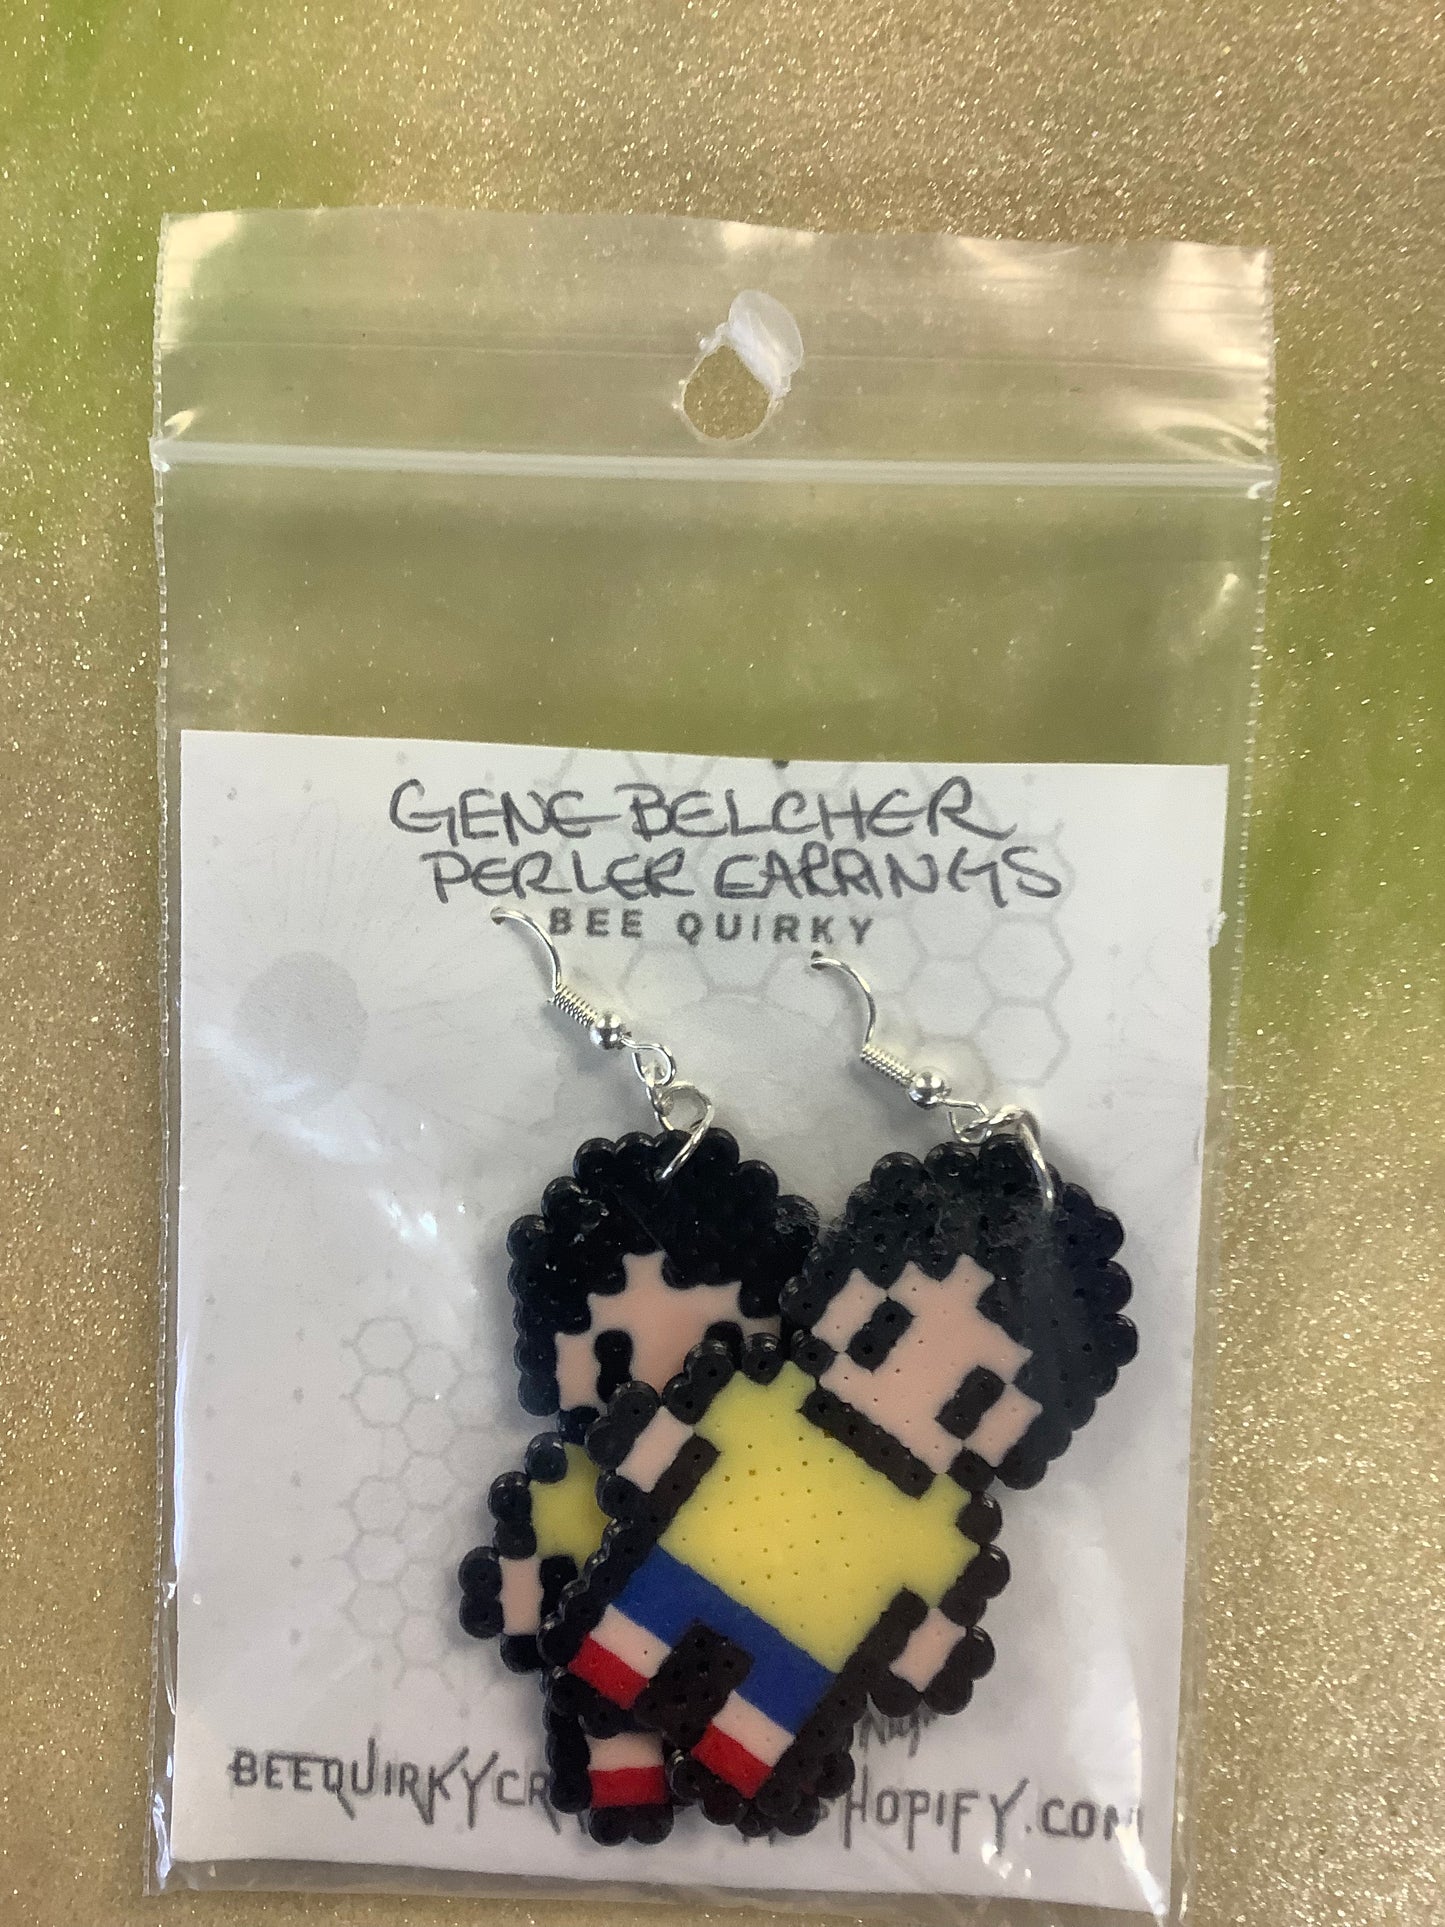 GENE BELCHER
PERLER EARRINGS
BEE QUIRKY
BEEQUIRKYCR SHOPIFY.COM